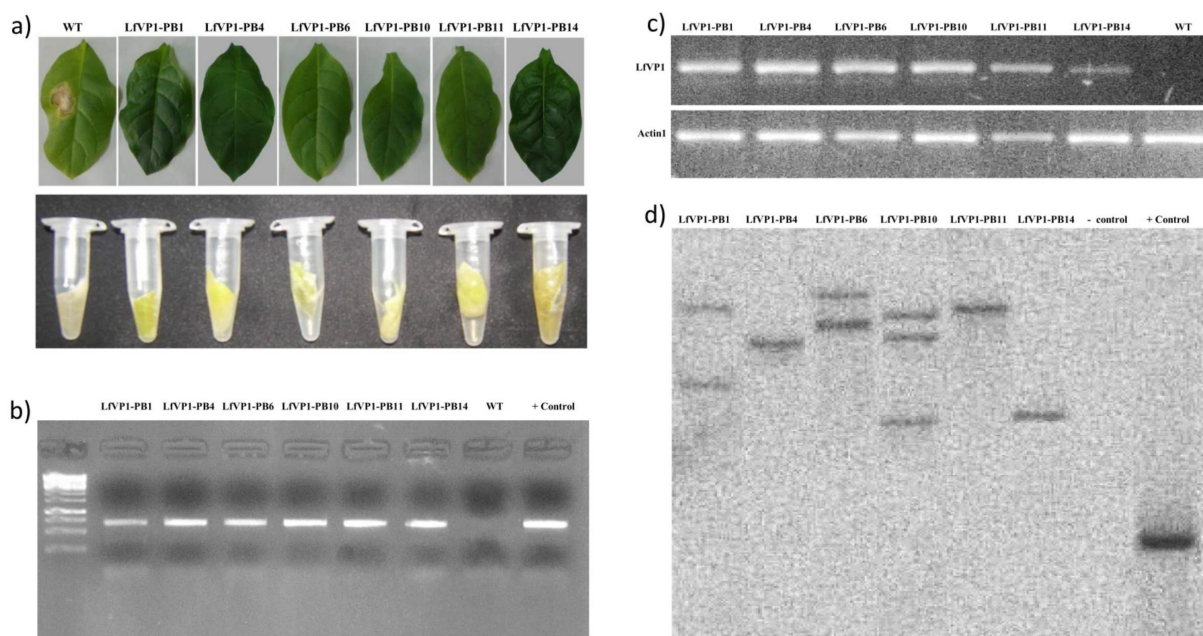 a)
WT LfVP1-PB1 LfVP1-PB4 LfVP1-PB6 LfVP1-PB10 LfVP1-PB11 LfVP1-PB14
b)
LfVP1-PB1 LfVP1-PB4 LfVP1-PB6 LfVP1-PB10 LfVP1-PB11 LfVP1-PB14 WT + Control
c)
LfVP1-PB1 LfVP1-PB4 LfVP1-PB6 LfVP1-PB10 LfVP1-PB11 LfVP1-PB14 WT
LfVP1
Actin1
d)
LfVP1-PB1 LfVP1-PB4 LfVP1-PB6 LfVP1-PB10 LfVP1-PB11 LfVP1-PB14 - control + Control